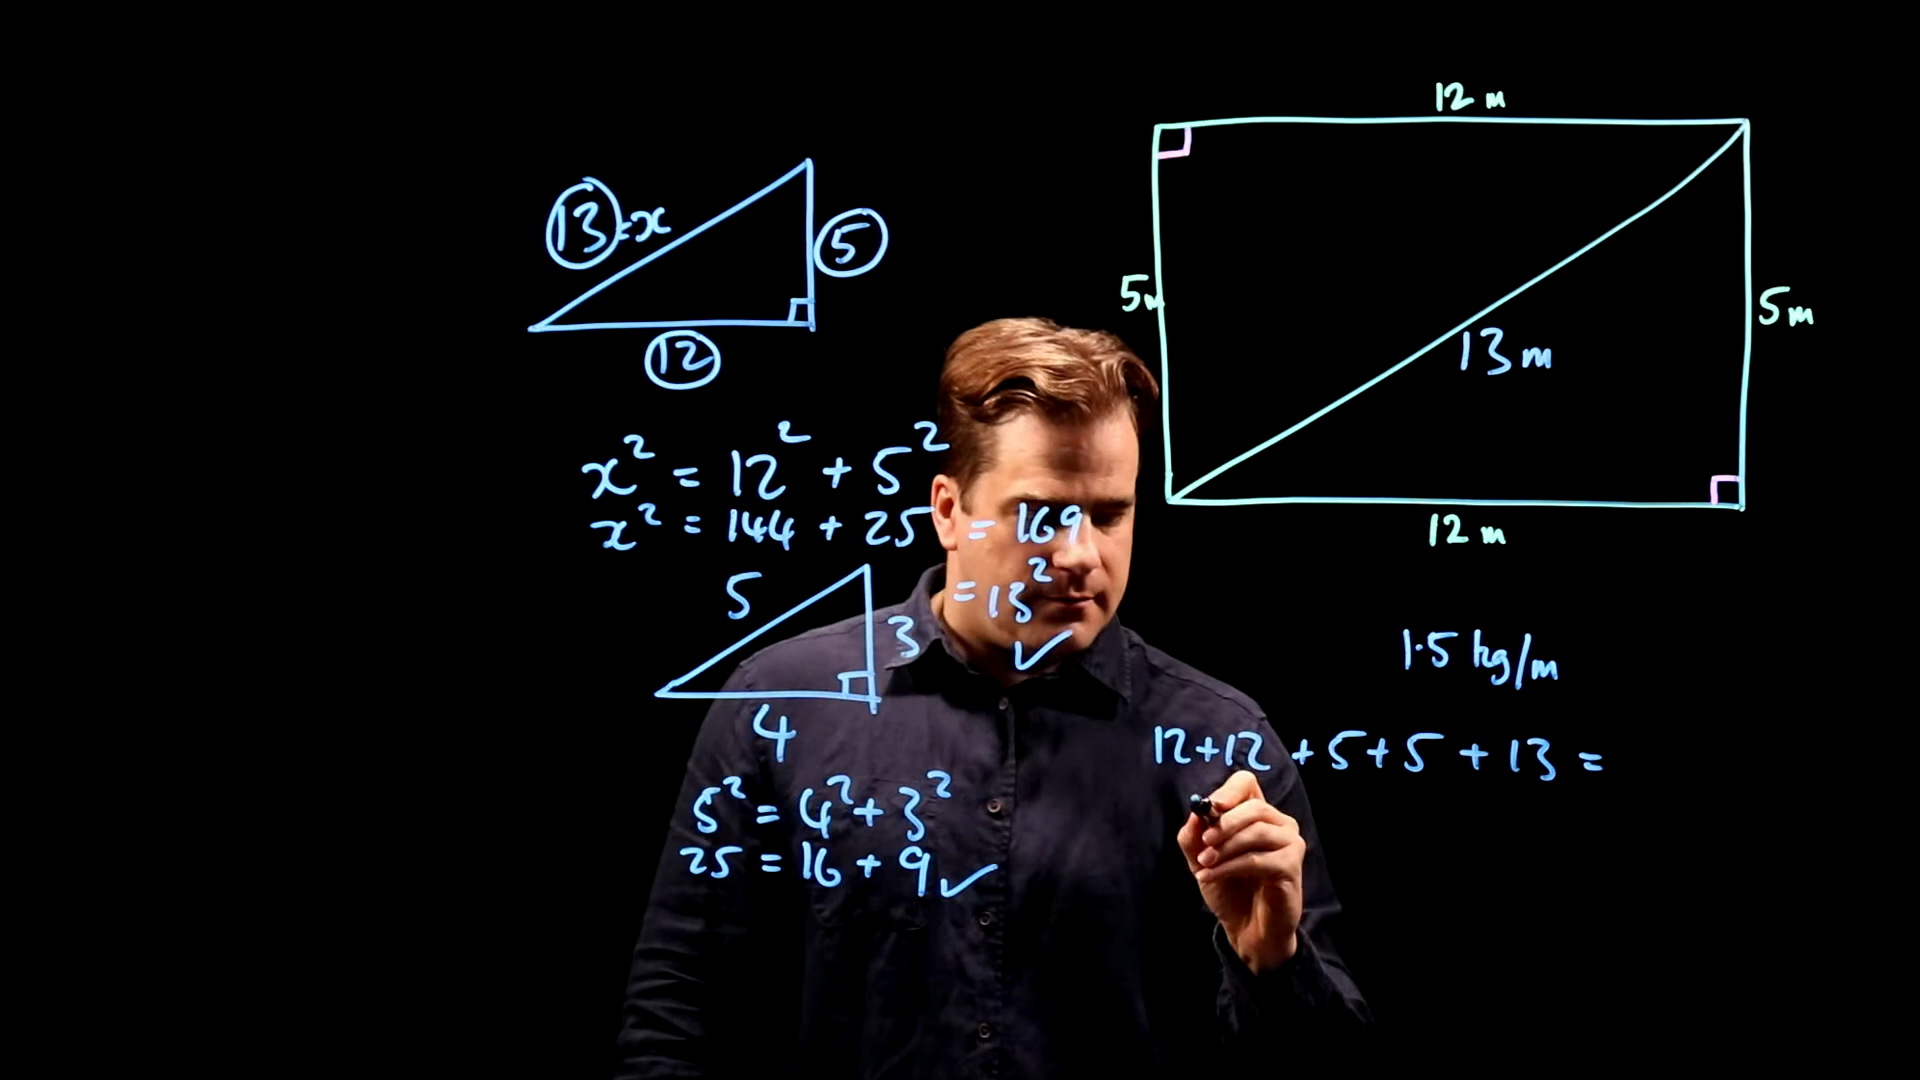 13 = x
5
12
x² = 12² + 5²
x² = 144 + 25 = 169
= 13²
✓
5
3
4
5² = 4² + 3²
25 = 16 + 9 ✓
12 m
5m
5m
13 m
12 m
1.5 kg/m
12+12 + 5+5 + 13 =